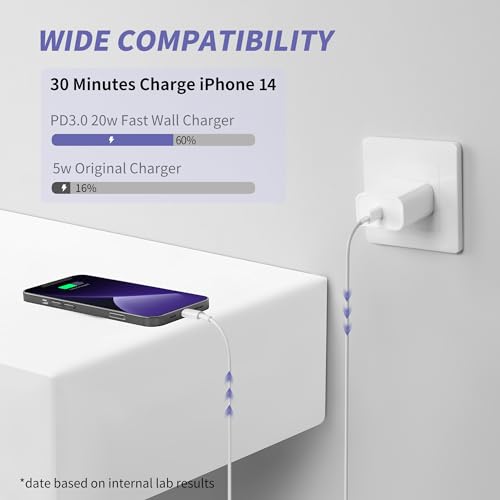 WIDE COMPATIBILITY
30 Minutes Charge iPhone 14
PD3.0 20w Fast Wall Charger
60%
5w Original Charger
16%
*date based on internal lab results